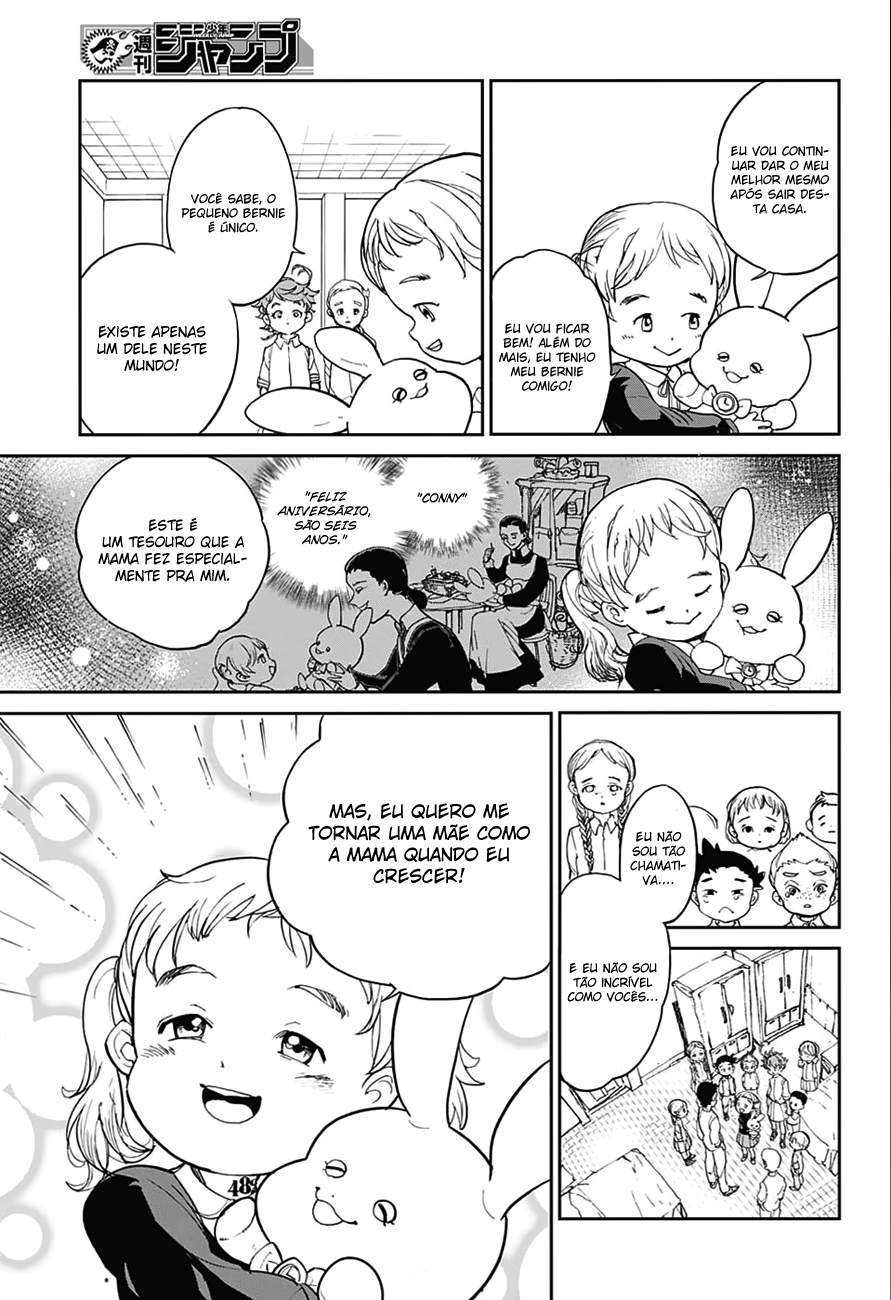 週刊
少年
ジャンプ
EU VOU CONTIN-
UAR DAR O MEU
MELHOR MESMO
APÓS SAIR DES-
TA CASA.
EU VOU FICAR
BEM! ALÉM DO
MAIS, EU TENHO
MEU BERNIE
COMIGO!
VOCÊ SABE, O
PEQUENO BERNIE
É ÚNICO.
EXISTE APENAS
UM DELE NESTE
MUNDO!
"CONNY"
"FELIZ
ANIVERSÁRIO,
SÃO SEIS
ANOS."
ESTE É
UM TESOURO QUE A
MAMA FEZ ESPECIAL-
MENTE PRA MIM.
EU NÃO
SOU TÃO
CHAMATI-
VA....
E EU NÃO SOU
TÃO INCRÍVEL
COMO VOCÊS...
MAS, EU QUERO ME
TORNAR UMA MÃE COMO
A MAMA QUANDO EU
CRESCER!